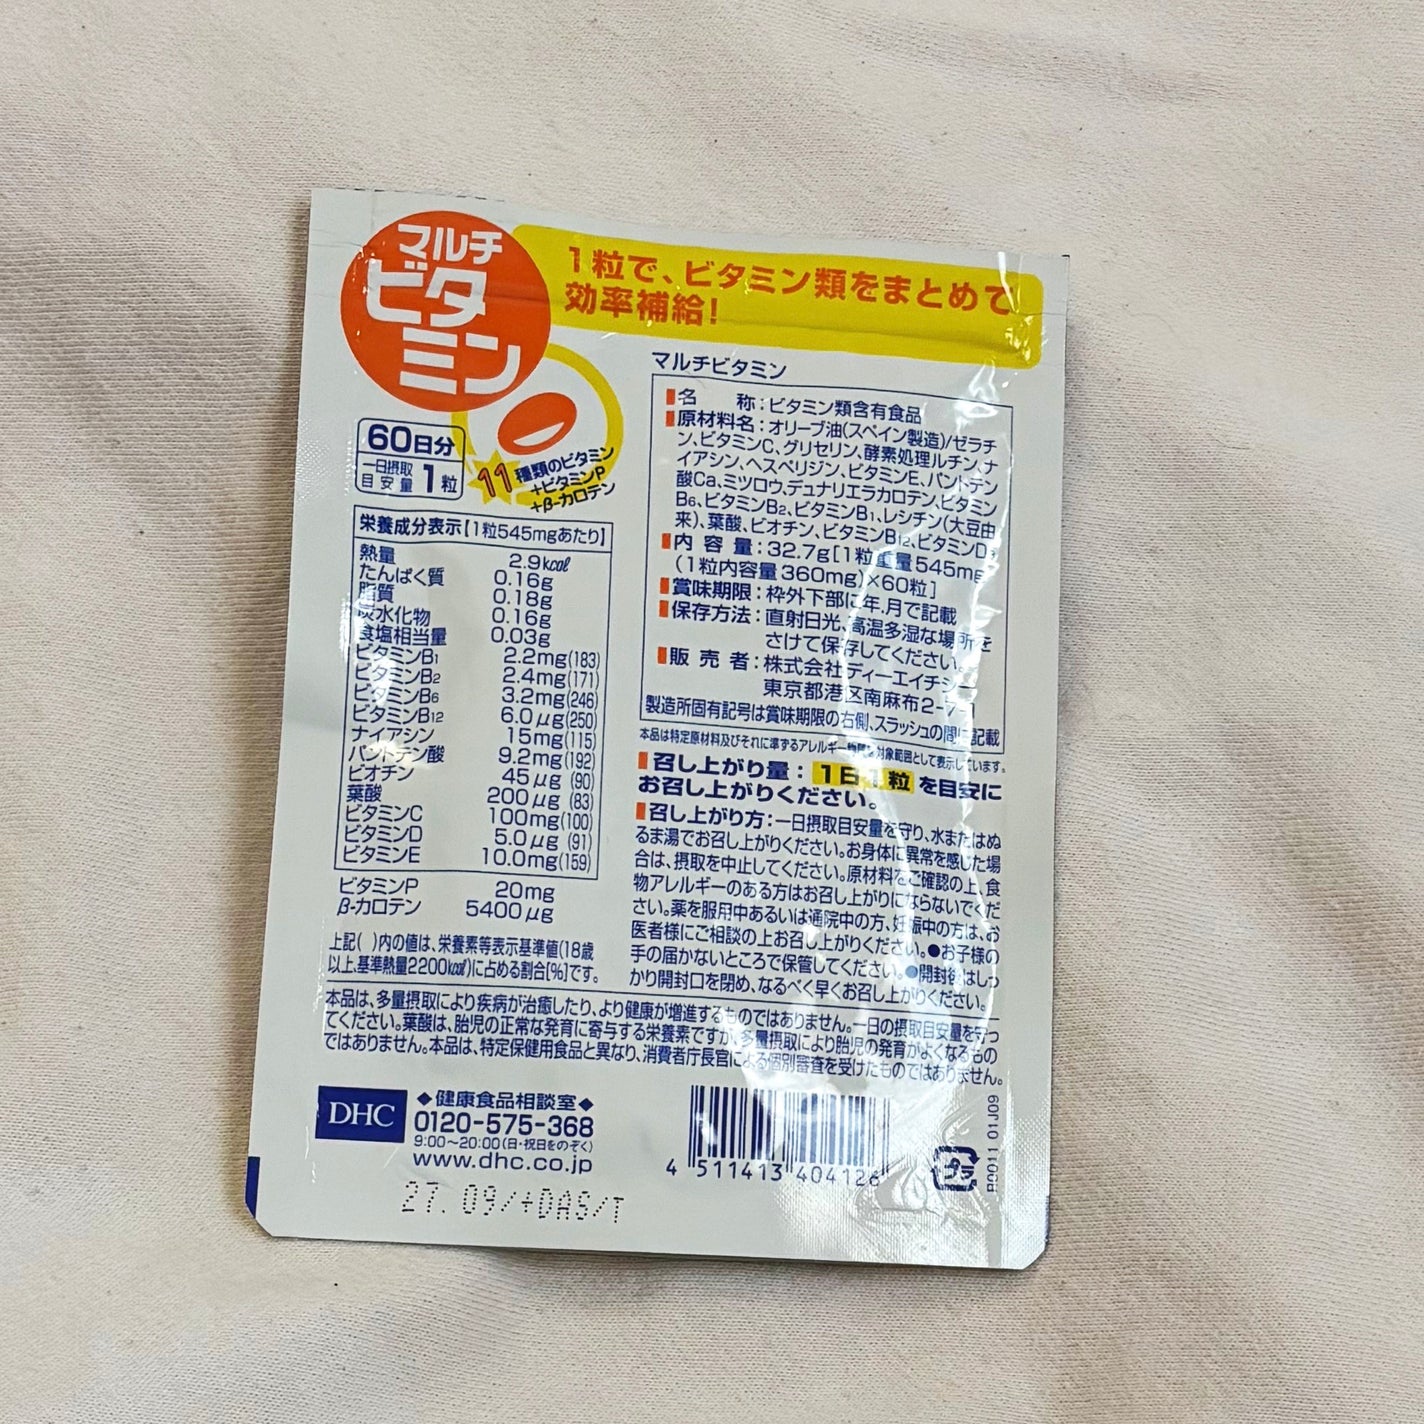 マルチ
ビタ
ミン
1粒で、ビタミン類をまとめて
効率補給!
60日分
一日摂取
目安量 1粒
11種類のビタミン
+ビタミンP
+β-カロテン
栄養成分表示[1粒545mgあたり]
熱量 2.9kcal
たんぱく質 0.16g
脂質 0.18g
炭水化物 0.16g
食塩相当量 0.03g
ビタミンB1 2.2mg(183)
ビタミンB2 2.4mg(171)
ビタミンB6 3.2mg(246)
ビタミンB12 6.0μg(250)
ナイアシン 15mg(115)
パントテン酸 9.2mg(192)
ビオチン 45μg (90)
葉酸 200μg (83)
ビタミンC 100mg(100)
ビタミンD 5.0μg (91)
ビタミンE 10.0mg(159)
ビタミンP 20mg
β-カロテン 5400μg
上記( )内の値は、栄養素等表示基準値(18歳
以上、基準熱量2200kcal)に占める割合[%]です。
マルチビタミン
名 称:ビタミン類含有食品
原材料名:オリーブ油(スペイン製造)/ゼラチ
ン、ビタミンC、グリセリン、酵素処理ルチン、ナ
イアシン、ヘスペリジン、ビタミンE、パントテン
酸Ca、ミツロウ、デュナリエラカロテン、ビタミン
B6、ビタミンB2、ビタミンB1、レシチン(大豆由
来)、葉酸、ビオチン、ビタミンB12、ビタミンD3
内容量:32.7g[1粒重量545mg
(1粒内容量360mg)×60粒]
賞味期限:枠外下部に年.月で記載
保存方法:直射日光、高温多湿な場所を
さけて保存してください。
販売者:株式会社ディーエイチシー
東京都港区南麻布2-7-1
製造所固有記号は賞味期限の右側、スラッシュの間に記載
本品は特定原材料及びそれに準ずるアレルギー物質を対象範囲として表示しています。
召し上がり量:1日1粒を目安に
お召し上がりください。
召し上がり方:一日摂取目安量を守り、水またはぬ
るま湯でお召し上がりください。お身体に異常を感じた場
合は、摂取を中止してください。原材料をご確認の上、食
物アレルギーのある方はお召し上がりにならないでくだ
さい。薬を服用中あるいは通院中の方、妊娠中の方は、お
医者様にご相談の上お召し上がりください。●お子様の
手の届かないところで保管してください。●開封後はしっ
かり開封口を閉め、なるべく早くお召し上がりください。
本品は、多量摂取により疾病が治癒したり、より健康が増進するものではありません。一日の摂取目安量を守っ
てください。葉酸は、胎児の正常な発育に寄与する栄養素ですが、多量摂取により胎児の発育がよくなるもの
ではありません。本品は、特定保健用食品と異なり、消費者庁長官による個別審査を受けたものではありません。
DHC
◆健康食品相談室◆
0120-575-368
9:00〜20:00(日・祝日をのぞく)
www.dhc.co.jp
4 511413 404126
プラ
27. 09/+DAS/T